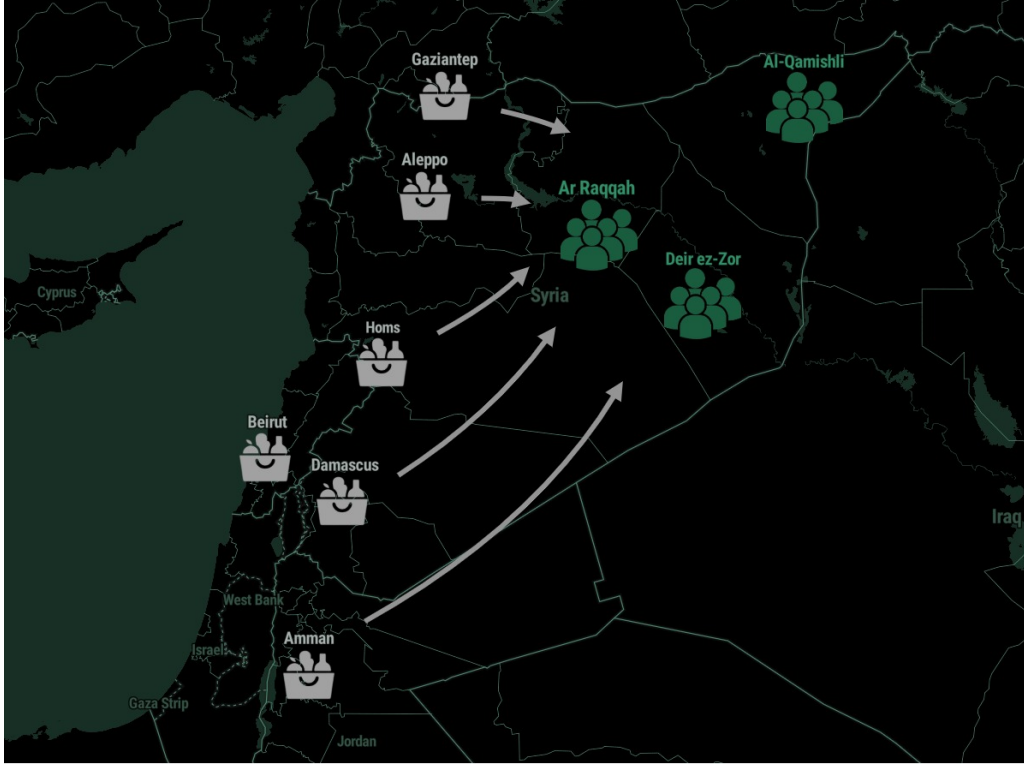 Gaziantep
Al-Qamishli
Aleppo
Ar Raqqah
Deir ez-Zor
Cyprus
Syria
Homs
Beirut
Damascus
Iraq
West Bank
Amman
Israel
Gaza Strip
Jordan